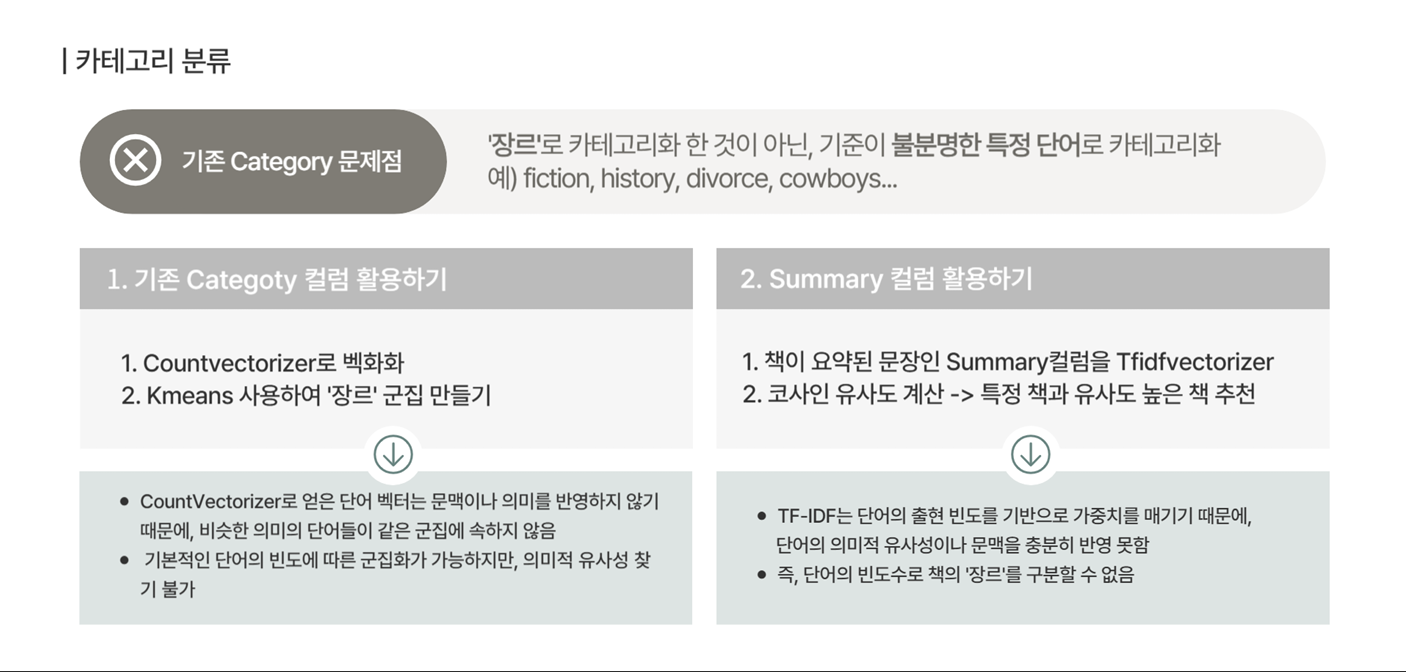 | 카테고리 분류
기존 Category 문제점
'장르'로 카테고리화 한 것이 아닌, 기준이 불분명한 특정 단어로 카테고리화
예) fiction, history, divorce, cowboys...
1. 기존 Categoty 컬럼 활용하기
1. Countvectorizer로 벡화화
2. Kmeans 사용하여 '장르' 군집 만들기
● CountVectorizer로 얻은 단어 벡터는 문맥이나 의미를 반영하지 않기
때문에, 비슷한 의미의 단어들이 같은 군집에 속하지 않음
● 기본적인 단어의 빈도에 따른 군집화가 가능하지만, 의미적 유사성 찾
기 불가
2. Summary 컬럼 활용하기
1. 책이 요약된 문장인 Summary컬럼을 Tfidfvectorizer
2. 코사인 유사도 계산 -> 특정 책과 유사도 높은 책 추천
● TF-IDF는 단어의 출현 빈도를 기반으로 가중치를 매기기 때문에,
단어의 의미적 유사성이나 문맥을 충분히 반영 못함
● 즉, 단어의 빈도수로 책의 '장르'를 구분할 수 없음